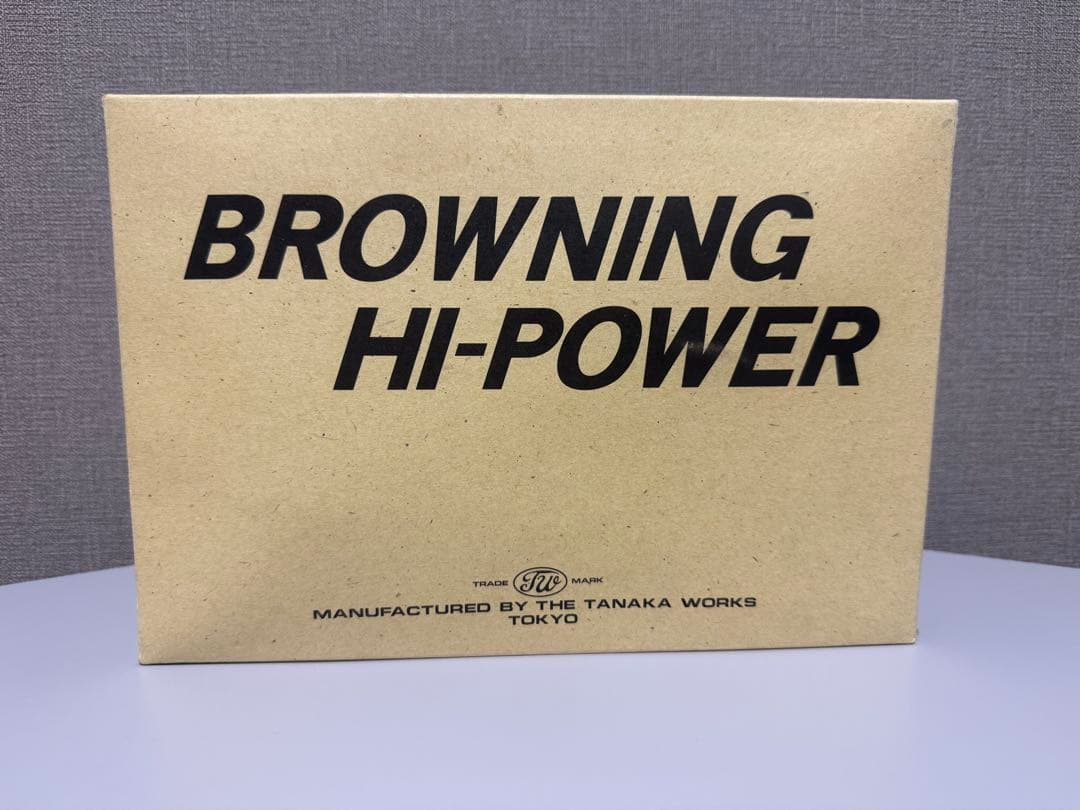 BROWNING
HI-POWER
TRADE TW MARK
MANUFACTURED BY THE TANAKA WORKS
TOKYO